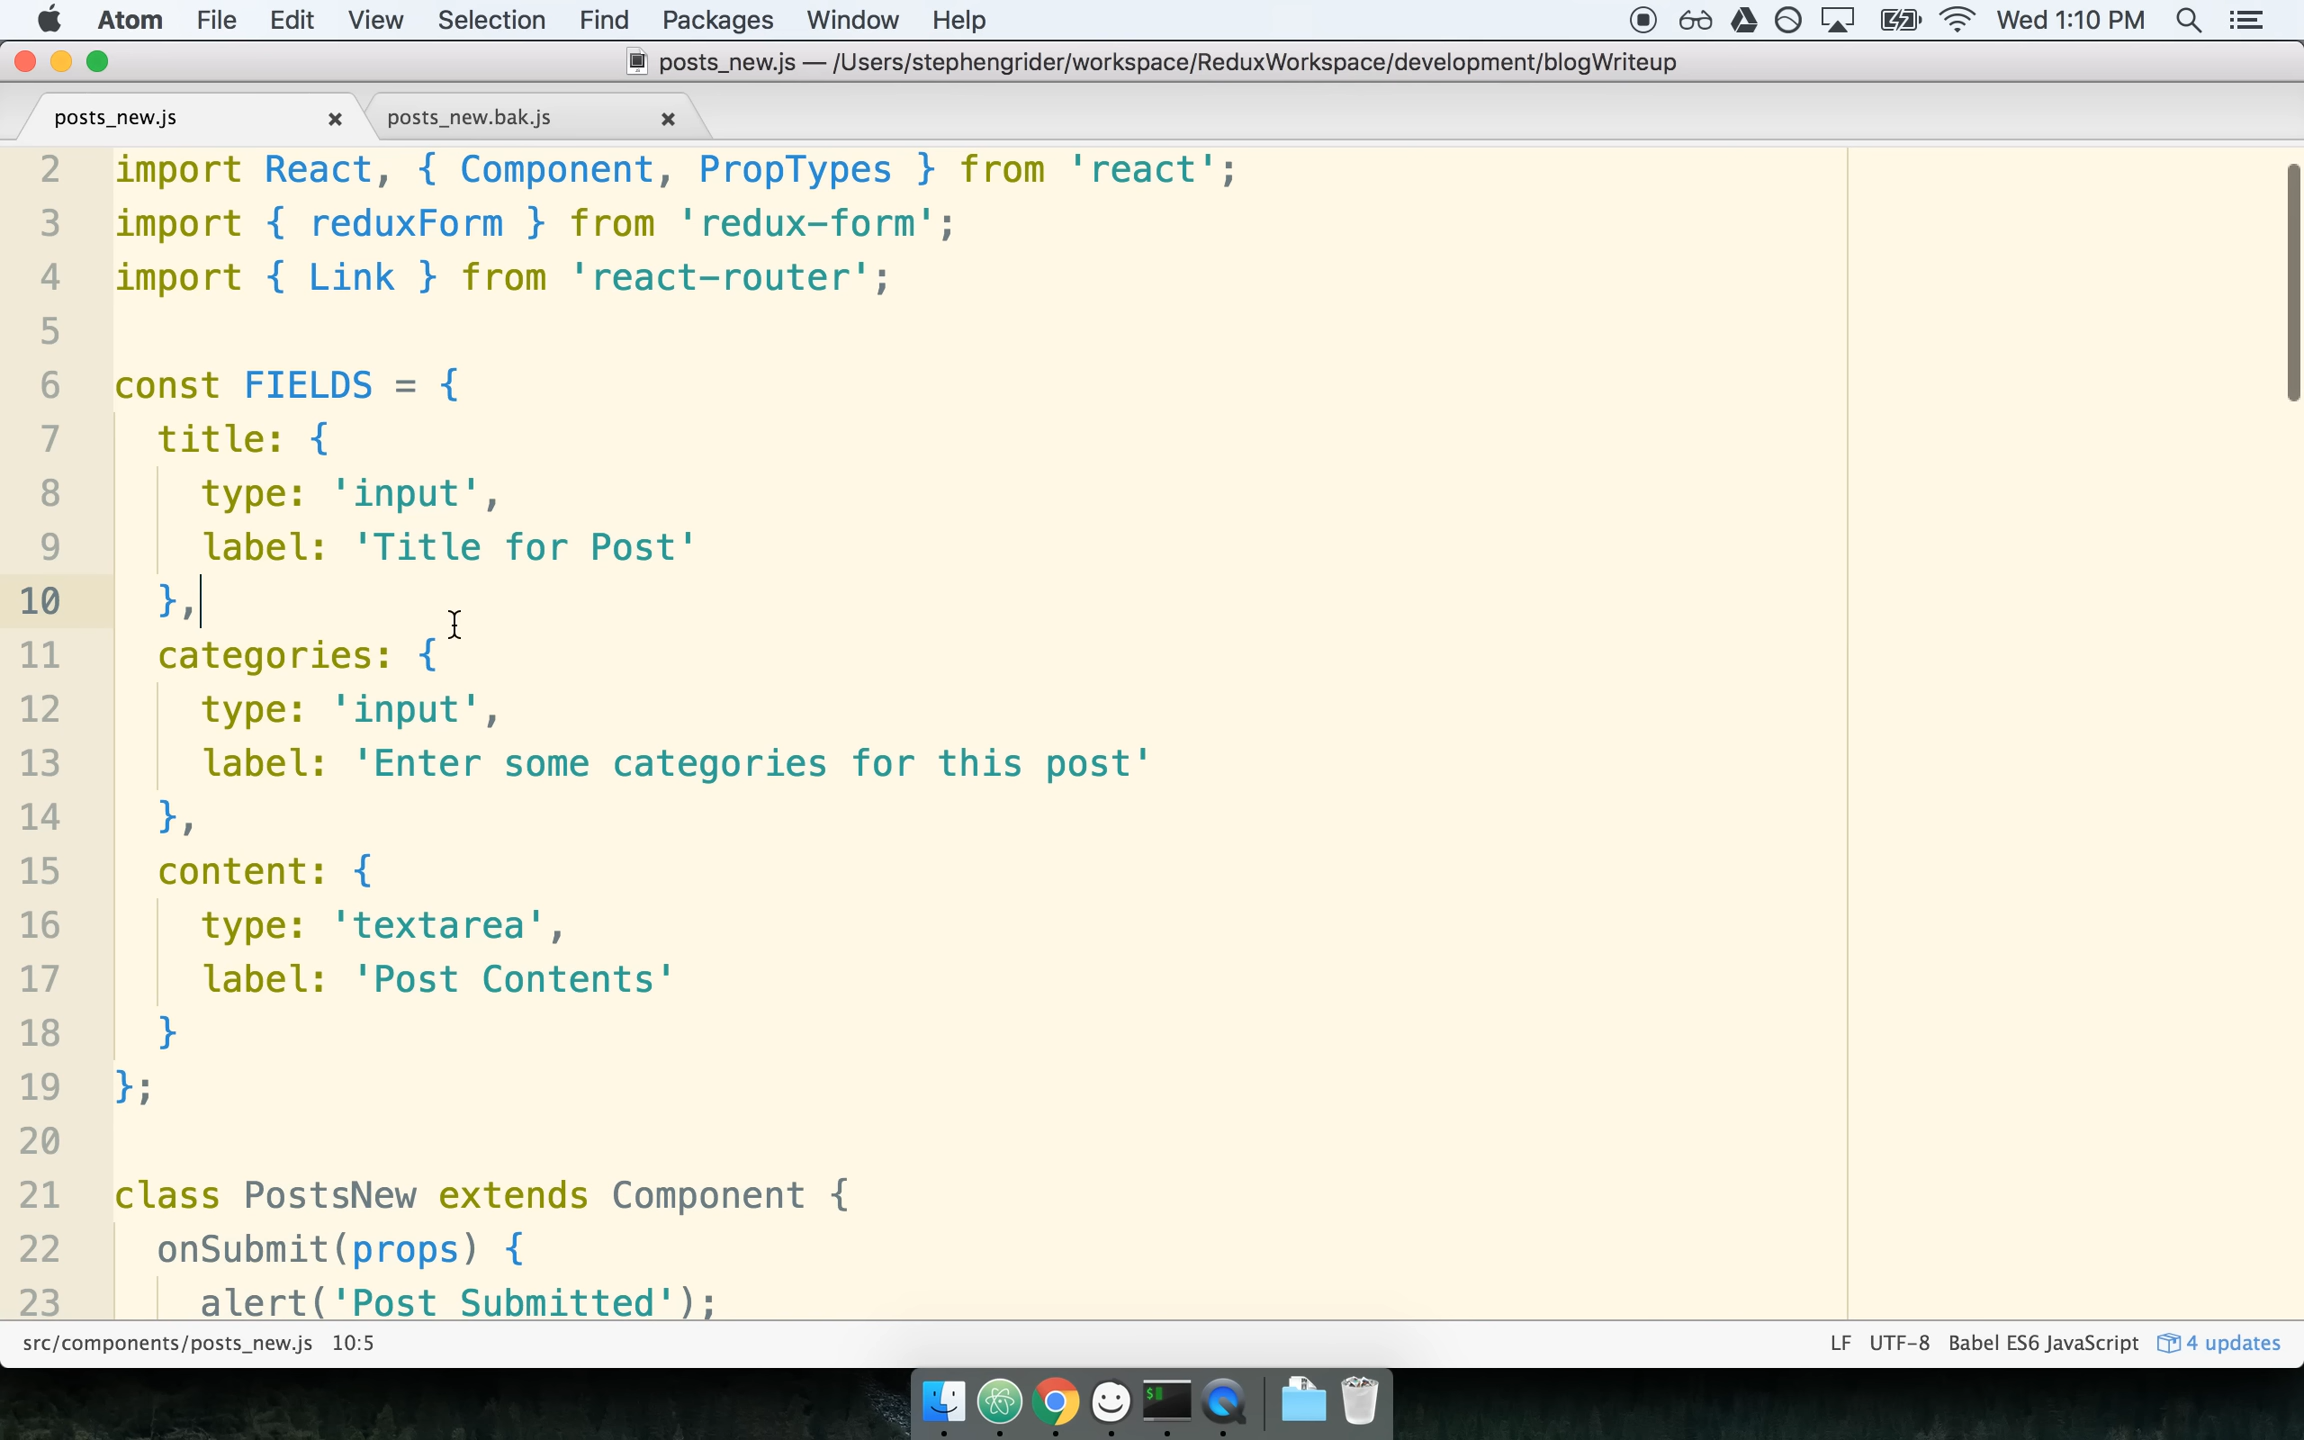 Atom File Edit View Selection Find Packages Window Help Wed 1:10 PM
posts_new.js — /Users/stephengrider/workspace/ReduxWorkspace/development/blogWriteup
posts_new.js posts_new.bak.js
2 import React, { Component, PropTypes } from 'react';
3 import { reduxForm } from 'redux-form';
4 import { Link } from 'react-router';
5
6 const FIELDS = {
7 title: {
8 type: 'input',
9 label: 'Title for Post'
10 },
11 categories: {
12 type: 'input',
13 label: 'Enter some categories for this post'
14 },
15 content: {
16 type: 'textarea',
17 label: 'Post Contents'
18 }
19 };
20
21 class PostsNew extends Component {
22 onSubmit(props) {
23 alert('Post Submitted');
src/components/posts_new.js 10:5 LF UTF-8 Babel ES6 JavaScript 4 updates